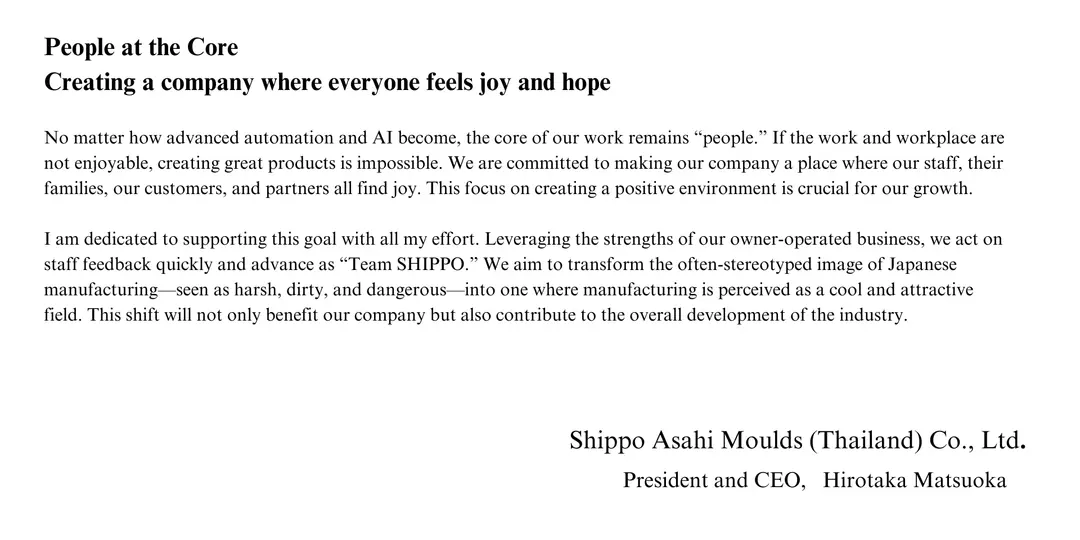 People at the Core
Creating a company where everyone feels joy and hope
No matter how advanced automation and AI become, the core of our work remains “people.” If the work and workplace are
not enjoyable, creating great products is impossible. We are committed to making our company a place where our staff, their
families, our customers, and partners all find joy. This focus on creating a positive environment is crucial for our growth.
I am dedicated to supporting this goal with all my effort. Leveraging the strengths of our owner-operated business, we act on
staff feedback quickly and advance as “Team SHIPPO.” We aim to transform the often-stereotyped image of Japanese
manufacturing—seen as harsh, dirty, and dangerous—into one where manufacturing is perceived as a cool and attractive
field. This shift will not only benefit our company but also contribute to the overall development of the industry.
Shippo Asahi Moulds (Thailand) Co., Ltd.
President and CEO, Hirotaka Matsuoka